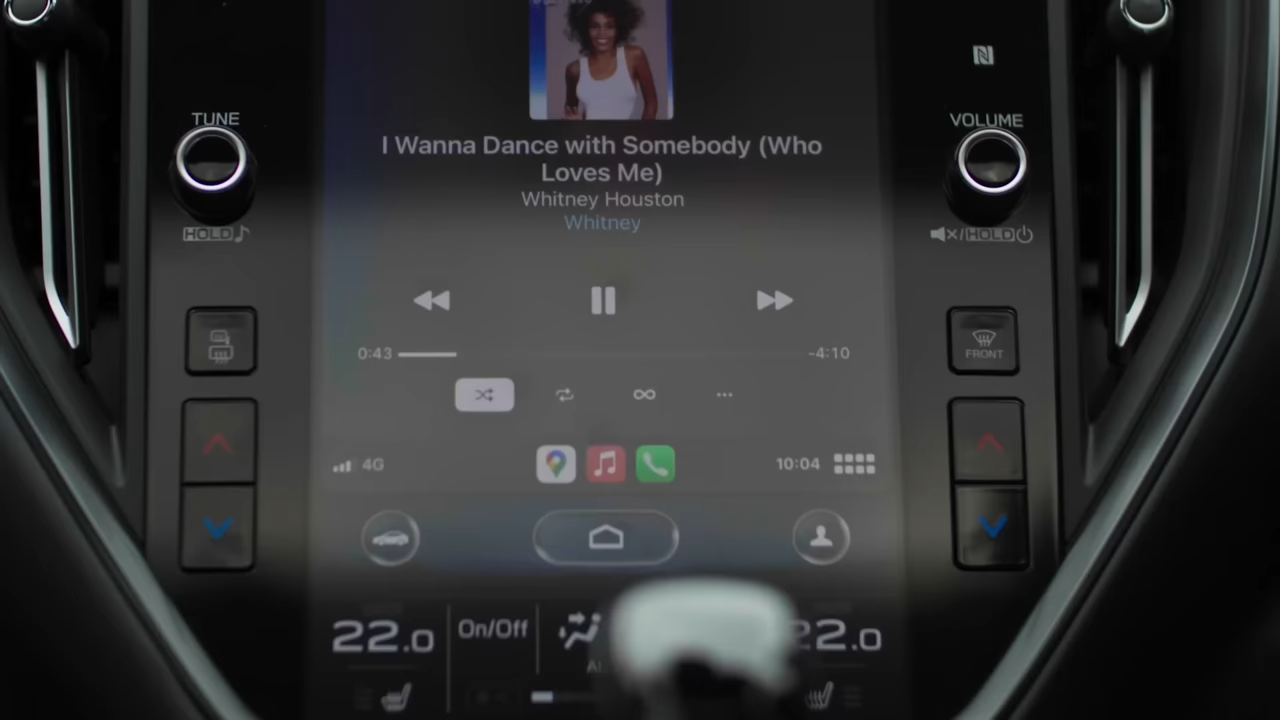 TUNE
VOLUME
I Wanna Dance with Somebody (Who
Loves Me)
Whitney Houston
Whitney
HOLD
HOLD
0:43
-4:10
FRONT
4G
10:04
22.0
On/Off
22.0